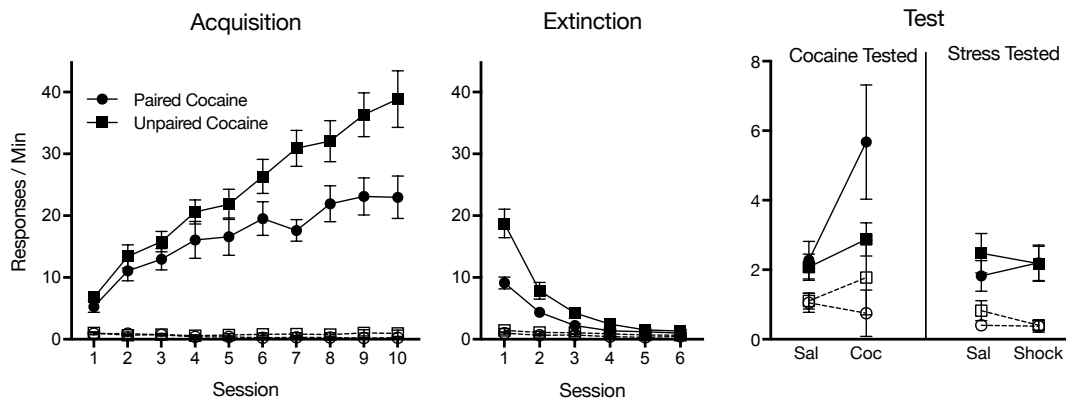 Acquisition
Extinction
Test
Cocaine Tested
Stress Tested
Paired Cocaine
Unpaired Cocaine
Responses / Min
40
30
20
10
0
1 2 3 4 5 6 7 8 9 10
Session
40
30
20
10
0
1 2 3 4 5 6
Session
8
6
4
2
0
Sal Coc
Sal Shock